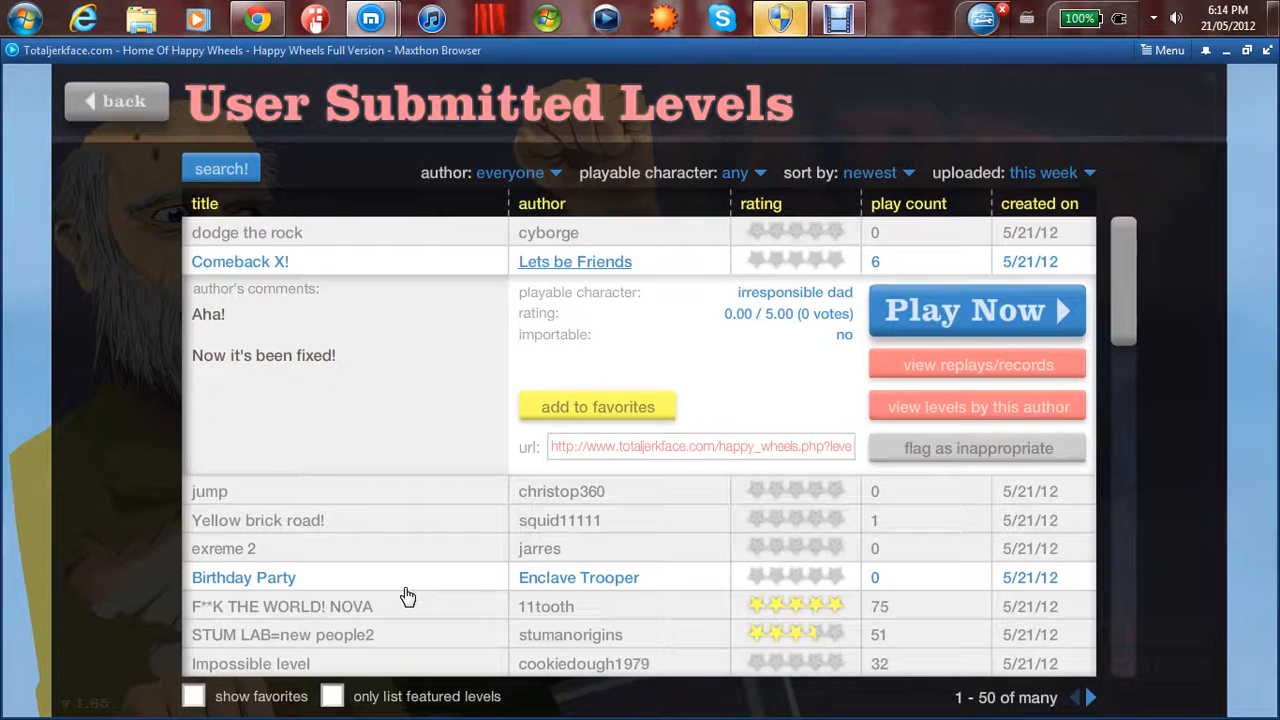 6:14 PM
100%
21/05/2012
Totaljerkface.com - Home Of Happy Wheels - Happy Wheels Full Version - Maxthon Browser
Menu
back
User Submitted Levels
search!
author: everyone
playable character: any
sort by: newest
uploaded: this week
title author rating play count created on
dodge the rock cyborge 0 5/21/12
Comeback X! Lets be Friends 6 5/21/12
author's comments:
Aha!
Now it's been fixed!
playable character: irresponsible dad
rating: 0.00 / 5.00 (0 votes)
importable: no
add to favorites
url: http://www.totaljerkface.com/happy_wheels.php?leve
Play Now
view replays/records
view levels by this author
flag as inappropriate
jump christop360 0 5/21/12
Yellow brick road! squid11111 1 5/21/12
exreme 2 jarres 0 5/21/12
Birthday Party Enclave Trooper 0 5/21/12
F**K THE WORLD! NOVA 11tooth 75 5/21/12
STUM LAB=new people2 stumanorigins 51 5/21/12
Impossible level cookiedough1979 32 5/21/12
v 1.65
show favorites
only list featured levels
1 - 50 of many